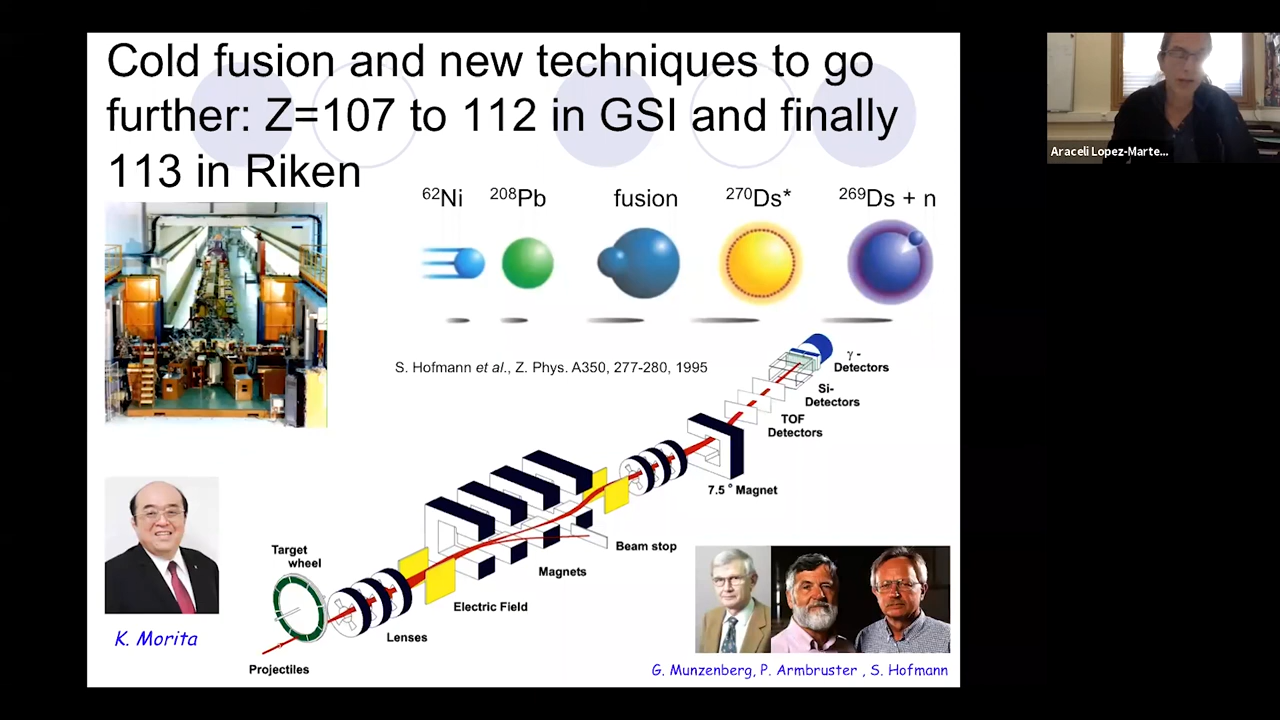 Cold fusion and new techniques to go
further: Z=107 to 112 in GSI and finally
113 in Riken
Araceli Lopez-Marte...
62Ni 208Pb fusion 270Ds* 269Ds + n
S. Hofmann et al., Z. Phys. A350, 277-280, 1995
γ -
Detectors
Si-
Detectors
TOF
Detectors
7.5 ° Magnet
Beam stop
Magnets
Electric Field
Target
wheel
Lenses
Projectiles
K. Morita
G. Munzenberg, P. Armbruster , S. Hofmann